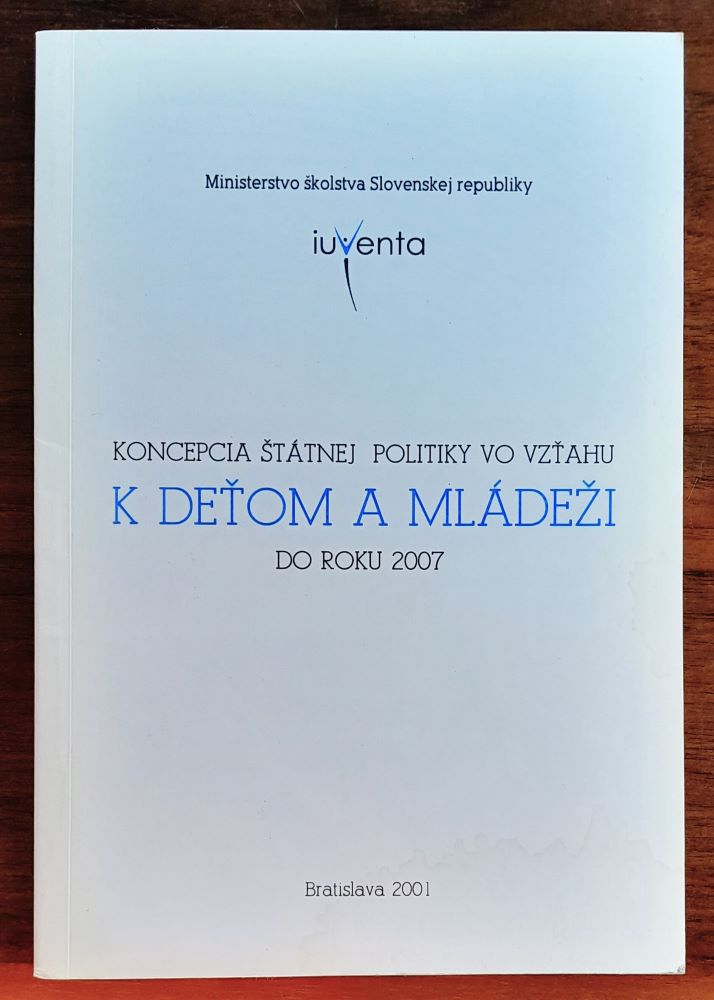 Ministerstvo školstva Slovenskej republiky
iuventa
KONCEPCIA ŠTÁTNEJ POLITIKY VO VZŤAHU
K DEŤOM A MLÁDEŽI
DO ROKU 2007
Bratislava 2001